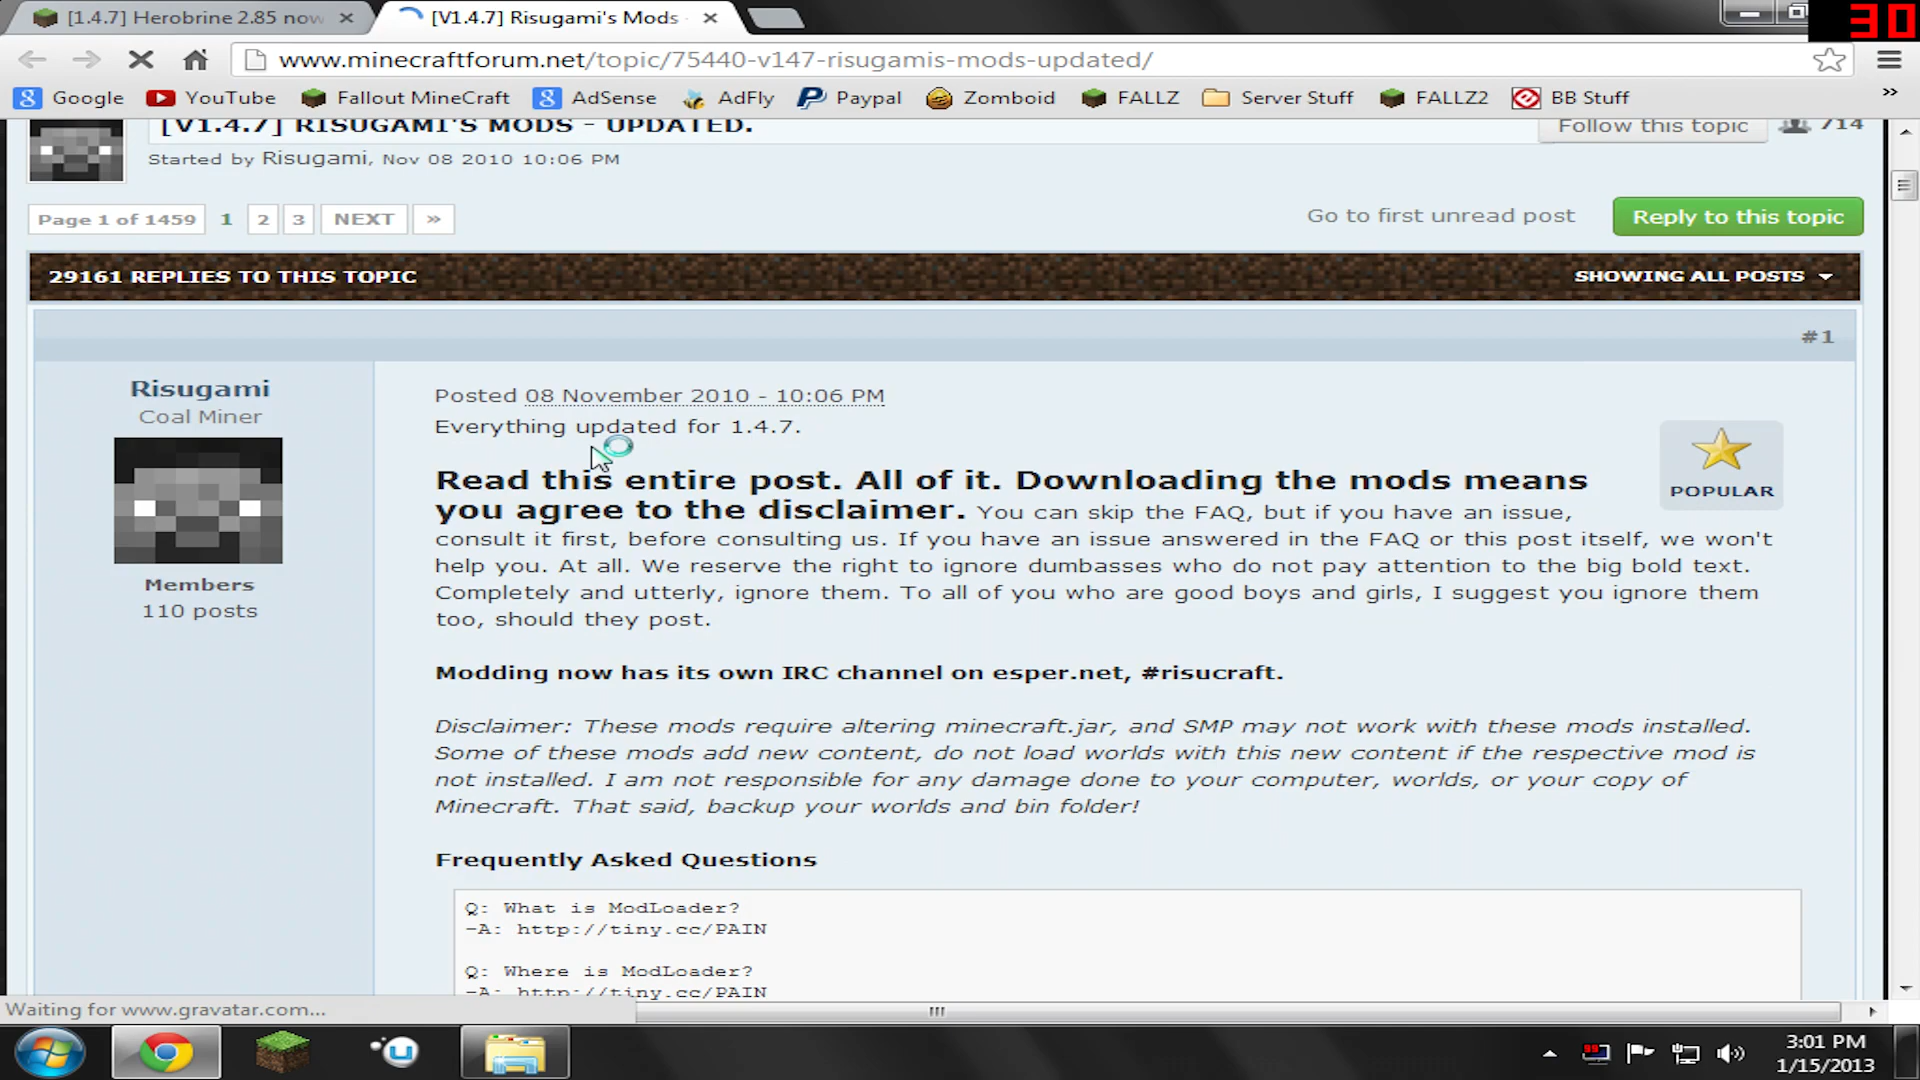 [1.4.7] Herobrine 2.85 now
[V1.4.7] Risugami's Mods
30
www.minecraftforum.net/topic/75440-v147-risugamis-mods-updated/
Google YouTube Fallout MineCraft AdSense AdFly Paypal Zomboid FALLZ Server Stuff FALLZ2 BB Stuff »
[V1.4.7] RISUGAMI'S MODS - UPDATED.
Follow this topic 714
Started by Risugami, Nov 08 2010 10:06 PM
Page 1 of 1459 1 2 3 NEXT »
Go to first unread post Reply to this topic
29161 REPLIES TO THIS TOPIC SHOWING ALL POSTS
#1
Risugami
Coal Miner
Members
110 posts
Posted 08 November 2010 - 10:06 PM
Everything updated for 1.4.7.
POPULAR
Read this entire post. All of it. Downloading the mods means
you agree to the disclaimer. You can skip the FAQ, but if you have an issue,
consult it first, before consulting us. If you have an issue answered in the FAQ or this post itself, we won't
help you. At all. We reserve the right to ignore dumbasses who do not pay attention to the big bold text.
Completely and utterly, ignore them. To all of you who are good boys and girls, I suggest you ignore them
too, should they post.
Modding now has its own IRC channel on esper.net, #risucraft.
Disclaimer: These mods require altering minecraft.jar, and SMP may not work with these mods installed.
Some of these mods add new content, do not load worlds with this new content if the respective mod is
not installed. I am not responsible for any damage done to your computer, worlds, or your copy of
Minecraft. That said, backup your worlds and bin folder!
Frequently Asked Questions
Q: What is ModLoader?
-A: http://tiny.cc/PAIN
Q: Where is ModLoader?
-A: http://tiny.cc/PAIN
Waiting for www.gravatar.com...
3:01 PM
1/15/2013